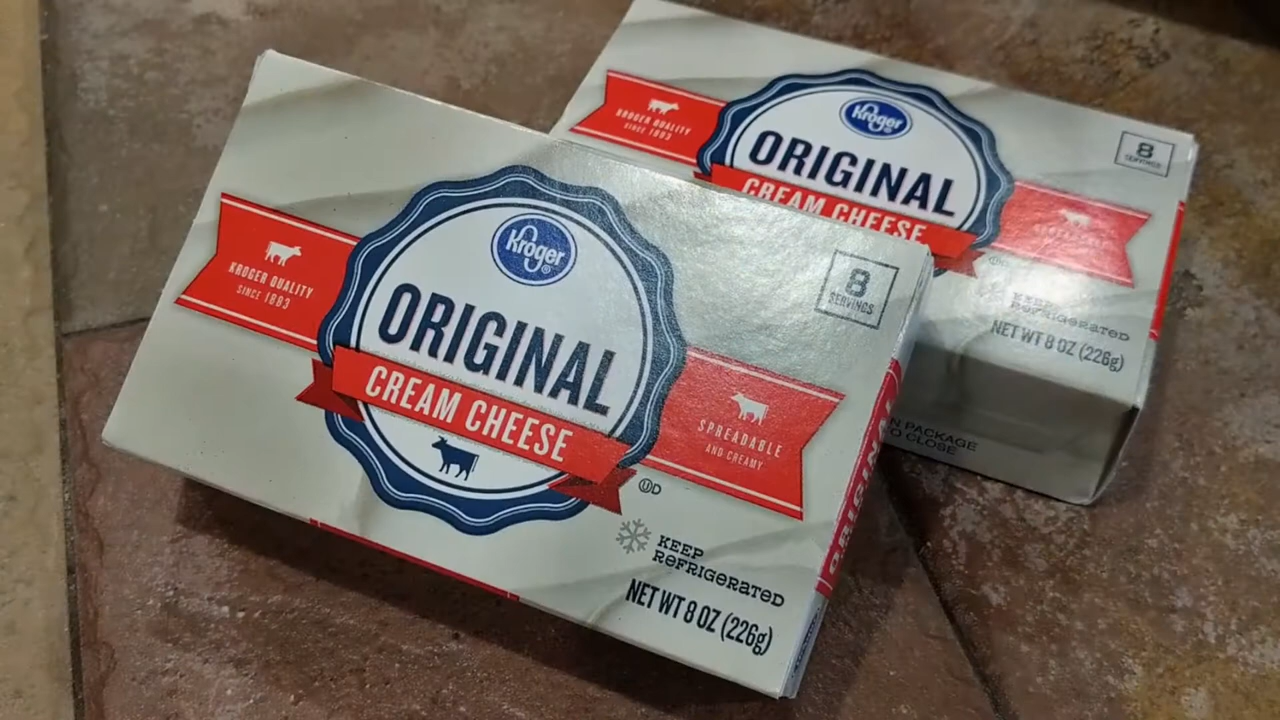 Kroger
ORIGINAL
CREAM CHEESE
KROGER QUALITY
SINCE 1883
8
SERVINGS
KEEP
REFRIGERATED
NET WT 8 OZ (226g)
N PACKAGE
O CLOSE
Kroger
ORIGINAL
CREAM CHEESE
KROGER QUALITY
SINCE 1883
SPREADABLE
AND CREAMY
8
SERVINGS
UD
KEEP
REFRIGERATED
NET WT 8 OZ (226g)
ORIGINA